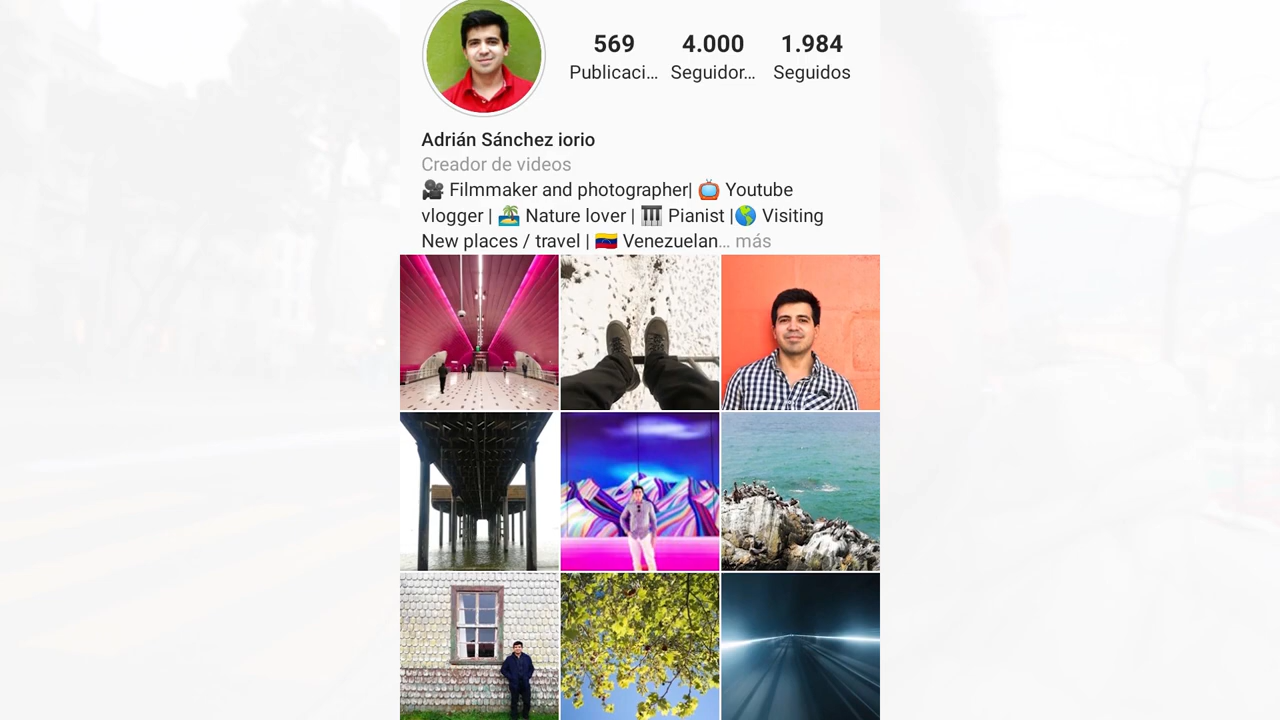 569 4.000 1.984
Publicaci... Seguidor... Seguidos
Adrián Sánchez iorio
Creador de videos
🎥 Filmmaker and photographer| 📺 Youtube
vlogger | 🏝 Nature lover | 🎹 Pianist |🌎 Visiting
New places / travel | 🇻🇪 Venezuelan... más